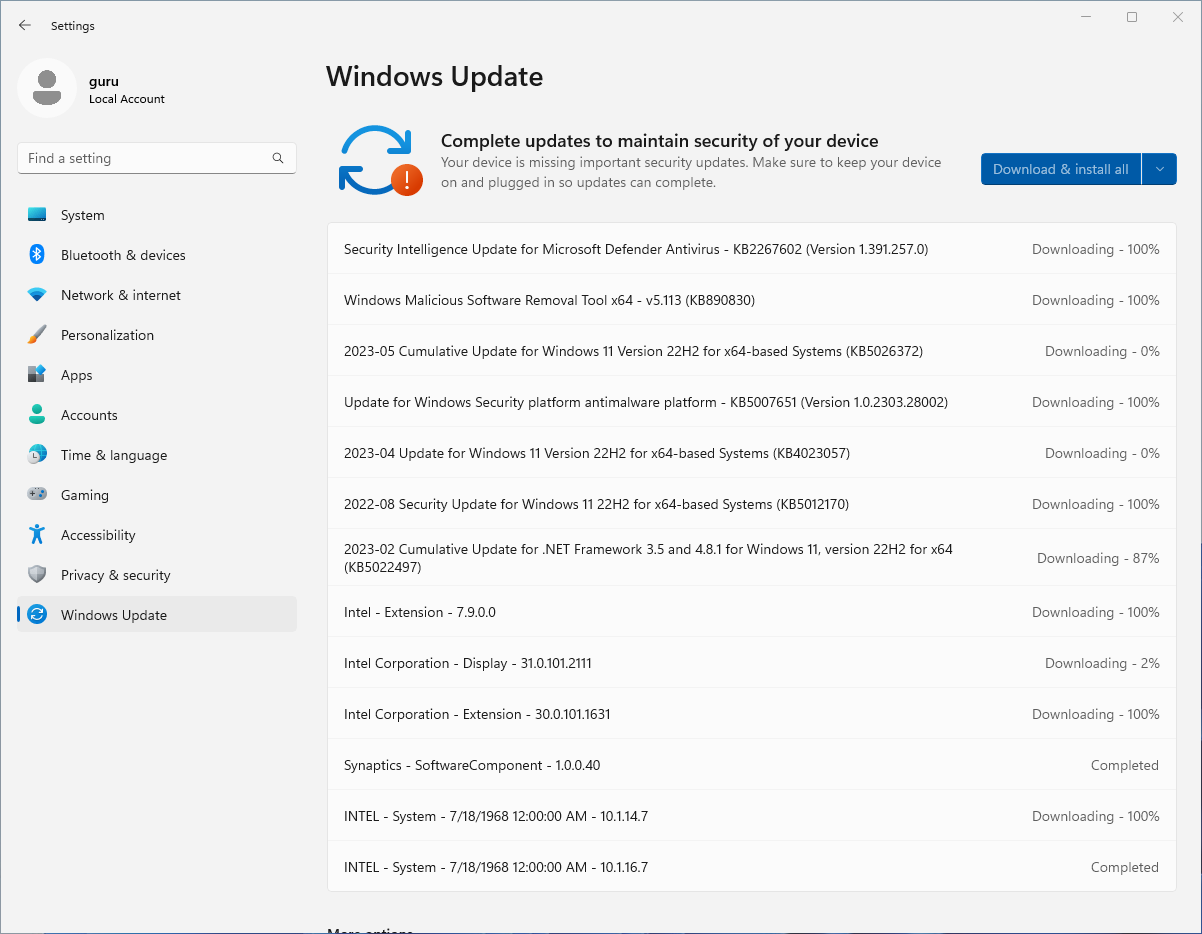 Settings
guru
Local Account
Find a setting
System
Bluetooth & devices
Network & internet
Personalization
Apps
Accounts
Time & language
Gaming
Accessibility
Privacy & security
Windows Update
Windows Update
Complete updates to maintain security of your device
Your device is missing important security updates. Make sure to keep your device
on and plugged in so updates can complete.
Download & install all
Security Intelligence Update for Microsoft Defender Antivirus - KB2267602 (Version 1.391.257.0) Downloading - 100%
Windows Malicious Software Removal Tool x64 - v5.113 (KB890830) Downloading - 100%
2023-05 Cumulative Update for Windows 11 Version 22H2 for x64-based Systems (KB5026372) Downloading - 0%
Update for Windows Security platform antimalware platform - KB5007651 (Version 1.0.2303.28002) Downloading - 100%
2023-04 Update for Windows 11 Version 22H2 for x64-based Systems (KB4023057) Downloading - 0%
2022-08 Security Update for Windows 11 22H2 for x64-based Systems (KB5012170) Downloading - 100%
2023-02 Cumulative Update for .NET Framework 3.5 and 4.8.1 for Windows 11, version 22H2 for x64
(KB5022497) Downloading - 87%
Intel - Extension - 7.9.0.0 Downloading - 100%
Intel Corporation - Display - 31.0.101.2111 Downloading - 2%
Intel Corporation - Extension - 30.0.101.1631 Downloading - 100%
Synaptics - SoftwareComponent - 1.0.0.40 Completed
INTEL - System - 7/18/1968 12:00:00 AM - 10.1.14.7 Downloading - 100%
INTEL - System - 7/18/1968 12:00:00 AM - 10.1.16.7 Completed
More options